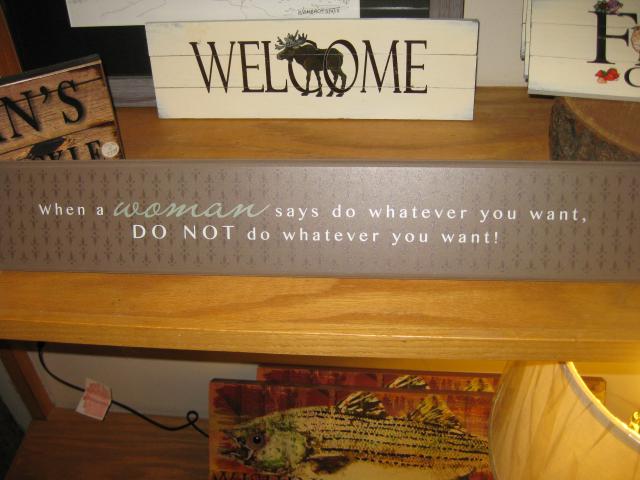 WELCOME
N'S
When a woman says do whatever you want,
DO NOT do whatever you want!